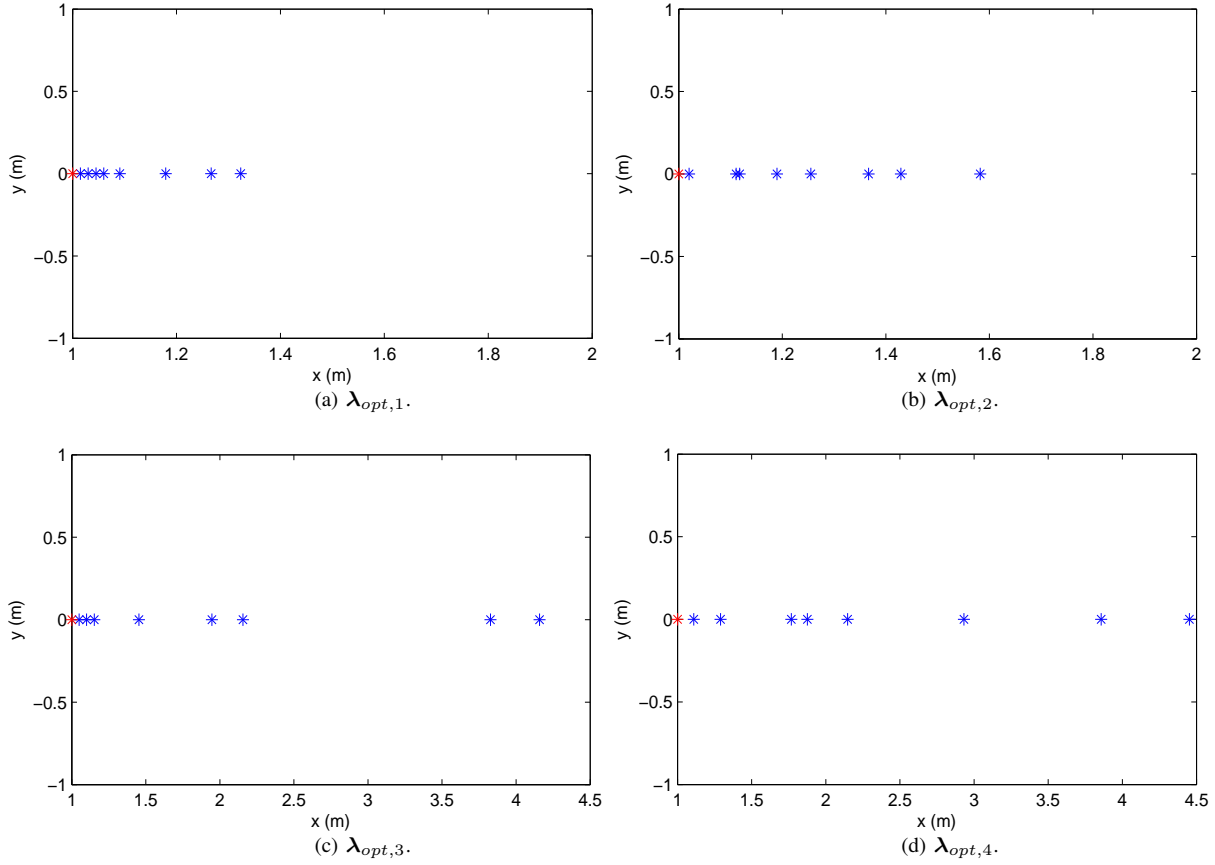 1
0.5
0
−0.5
−1
y (m)
1 1.2 1.4 1.6 1.8 2
x (m)
(a) λopt,1.
1
0.5
0
−0.5
−1
y (m)
1 1.2 1.4 1.6 1.8 2
x (m)
(b) λopt,2.
1
0.5
0
−0.5
−1
y (m)
1 1.5 2 2.5 3 3.5 4 4.5
x (m)
(c) λopt,3.
1
0.5
0
−0.5
−1
y (m)
1 1.5 2 2.5 3 3.5 4 4.5
x (m)
(d) λopt,4.